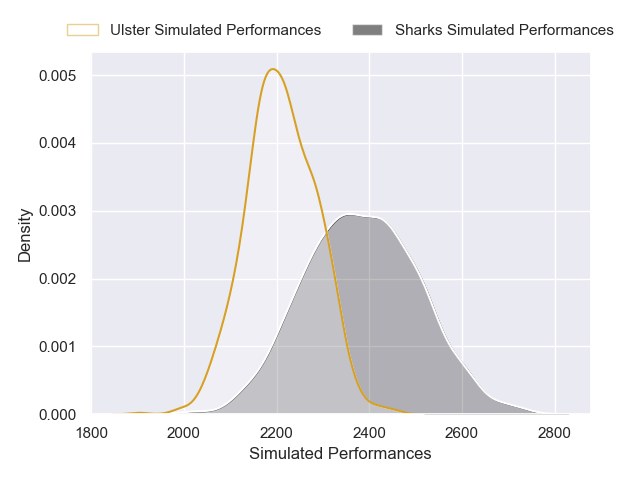 Ulster Simulated Performances Sharks Simulated Performances
0.005
0.004
0.003
0.002
0.001
0.000
Density
1800 2000 2200 2400 2600 2800
Simulated Performances